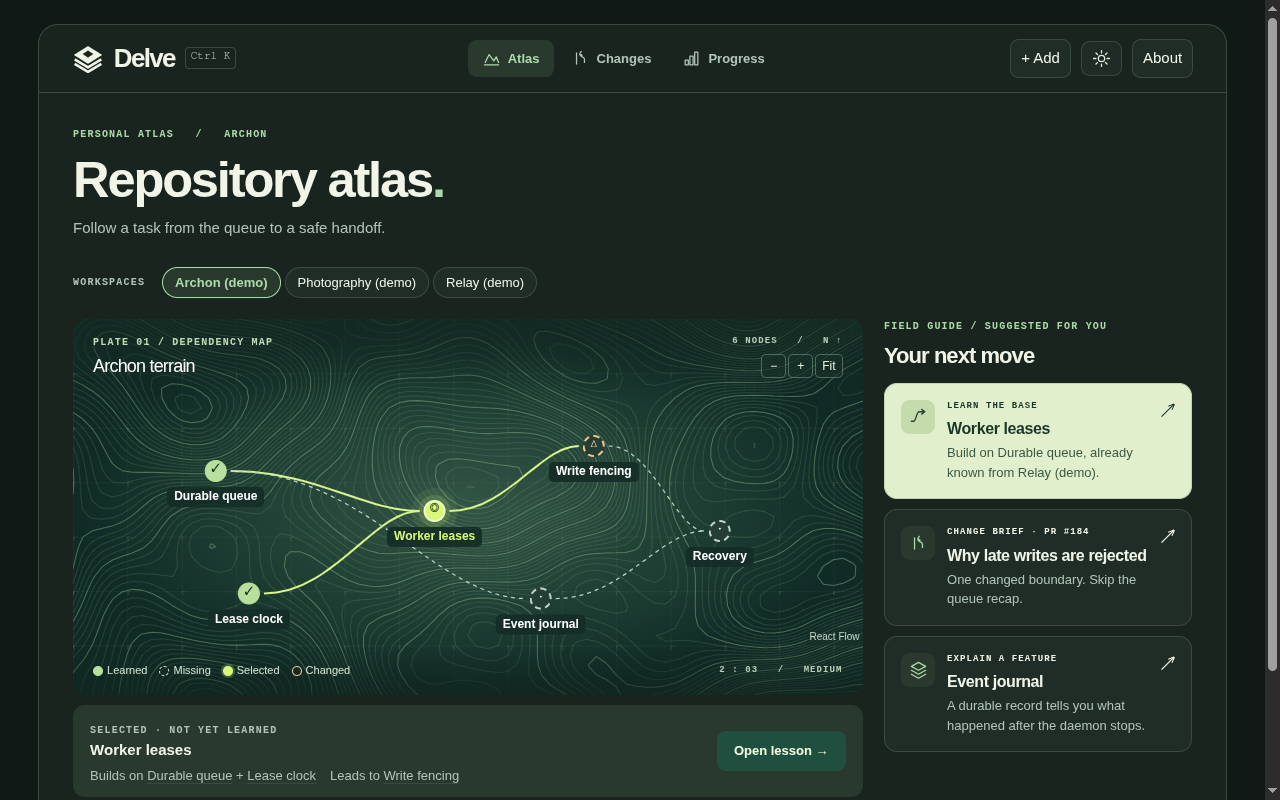 Delve Ctrl K
Atlas
Changes
Progress
+ Add
About
PERSONAL ATLAS / ARCHON
Repository atlas.
Follow a task from the queue to a safe handoff.
WORKSPACES
Archon (demo)
Photography (demo)
Relay (demo)
PLATE 01 / DEPENDENCY MAP
6 NODES / N ↑
Archon terrain
− + Fit
Write fencing
Durable queue
Worker leases
Recovery
Lease clock
Event journal
React Flow
Learned Missing Selected Changed
2 : 03 / MEDIUM
SELECTED · NOT YET LEARNED
Worker leases
Builds on Durable queue + Lease clock Leads to Write fencing
Open lesson →
FIELD GUIDE / SUGGESTED FOR YOU
Your next move
LEARN THE BASE
Worker leases
Build on Durable queue, already
known from Relay (demo).
CHANGE BRIEF · PR #184
Why late writes are rejected
One changed boundary. Skip the
queue recap.
EXPLAIN A FEATURE
Event journal
A durable record tells you what
happened after the daemon stops.